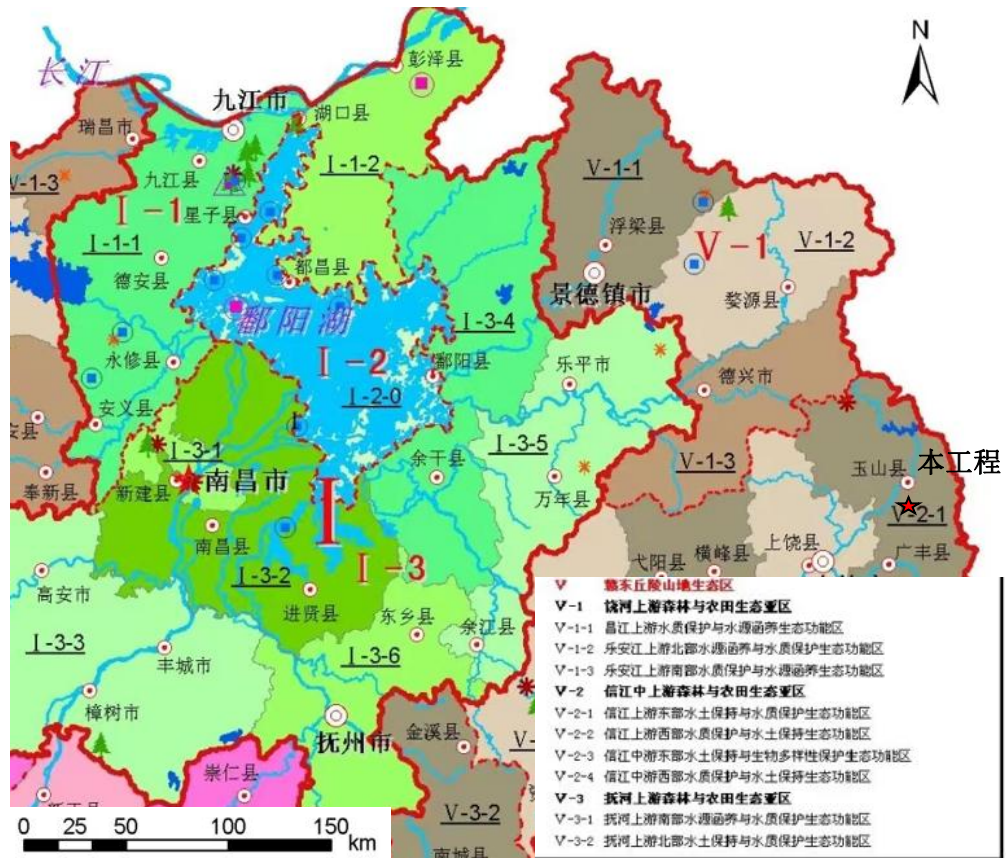 N
长江
彭泽县
九江市
湖口县
瑞昌市
九江县
I-1-2
V-1-1
V-1-3
星子县
I-1
I-1-1
浮梁县
V-1
V-1-2
都昌县
德安县
景德镇市
婺源县
鄱阳湖
I-3-4
永修县
I-2
鄱阳县
乐平市
德兴市
I-2-0
安义县
安县
I-3-1
I-3-5
余干县
V-1-3
玉山县
本工程
奉新县
新建县
南昌市
万年县
I
V-2-1
南昌县
上饶县
弋阳县
横峰县
广丰县
I-3-2
I-3
高安市
进贤县
东乡县
余江县
I-3-3
丰城市
I-3-6
樟树市
抚州市
金溪县
崇仁县
V-3-2
南城县
V 赣东丘陵山地生态区
V-1 饶河上游森林与农田生态亚区
V-1-1 昌江上游水质保护与水源涵养生态功能区
V-1-2 乐安江上游北部水源涵养与水质保护生态功能区
V-1-3 乐安江上游南部水质保护与水源涵养生态功能区
V-2 信江中上游森林与农田生态亚区
V-2-1 信江上游东部水土保持与水质保护生态功能区
V-2-2 信江上游西部水质保护与水土保持生态功能区
V-2-3 信江中游东部水土保持与生物多样性保护生态功能区
V-2-4 信江中游西部水质保护与水土保持生态功能区
V-3 抚河上游森林与农田生态亚区
V-3-1 抚河上游南部水源涵养与水质保护生态功能区
V-3-2 抚河上游北部水土保持与水质保护生态功能区
0 25 50 100 150
km